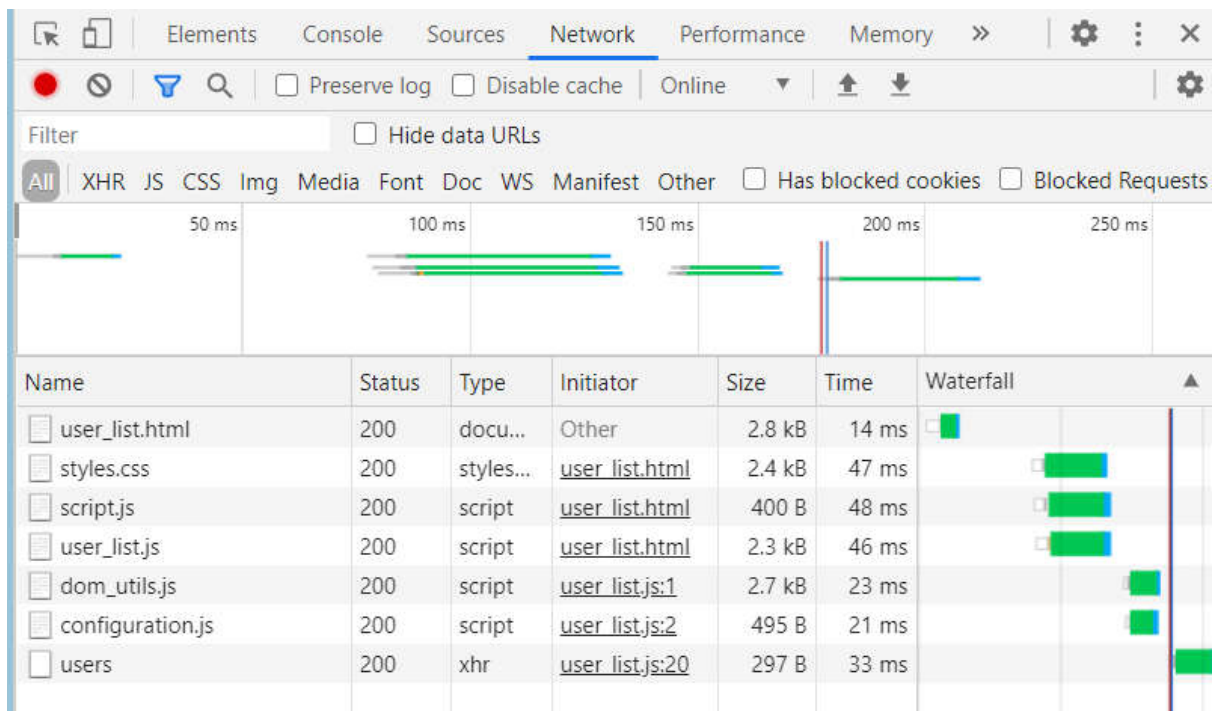 Elements Console Sources Network Performance Memory »
Preserve log Disable cache Online ▼
Filter Hide data URLs
All XHR JS CSS Img Media Font Doc WS Manifest Other Has blocked cookies Blocked Requests
50 ms 100 ms 150 ms 200 ms 250 ms
Name Status Type Initiator Size Time Waterfall ▲
user_list.html 200 docu... Other 2.8 kB 14 ms
styles.css 200 styles... user_list.html 2.4 kB 47 ms
script.js 200 script user_list.html 400 B 48 ms
user_list.js 200 script user_list.html 2.3 kB 46 ms
dom_utils.js 200 script user_list.js:1 2.7 kB 23 ms
configuration.js 200 script user_list.js:2 495 B 21 ms
users 200 xhr user_list.js:20 297 B 33 ms